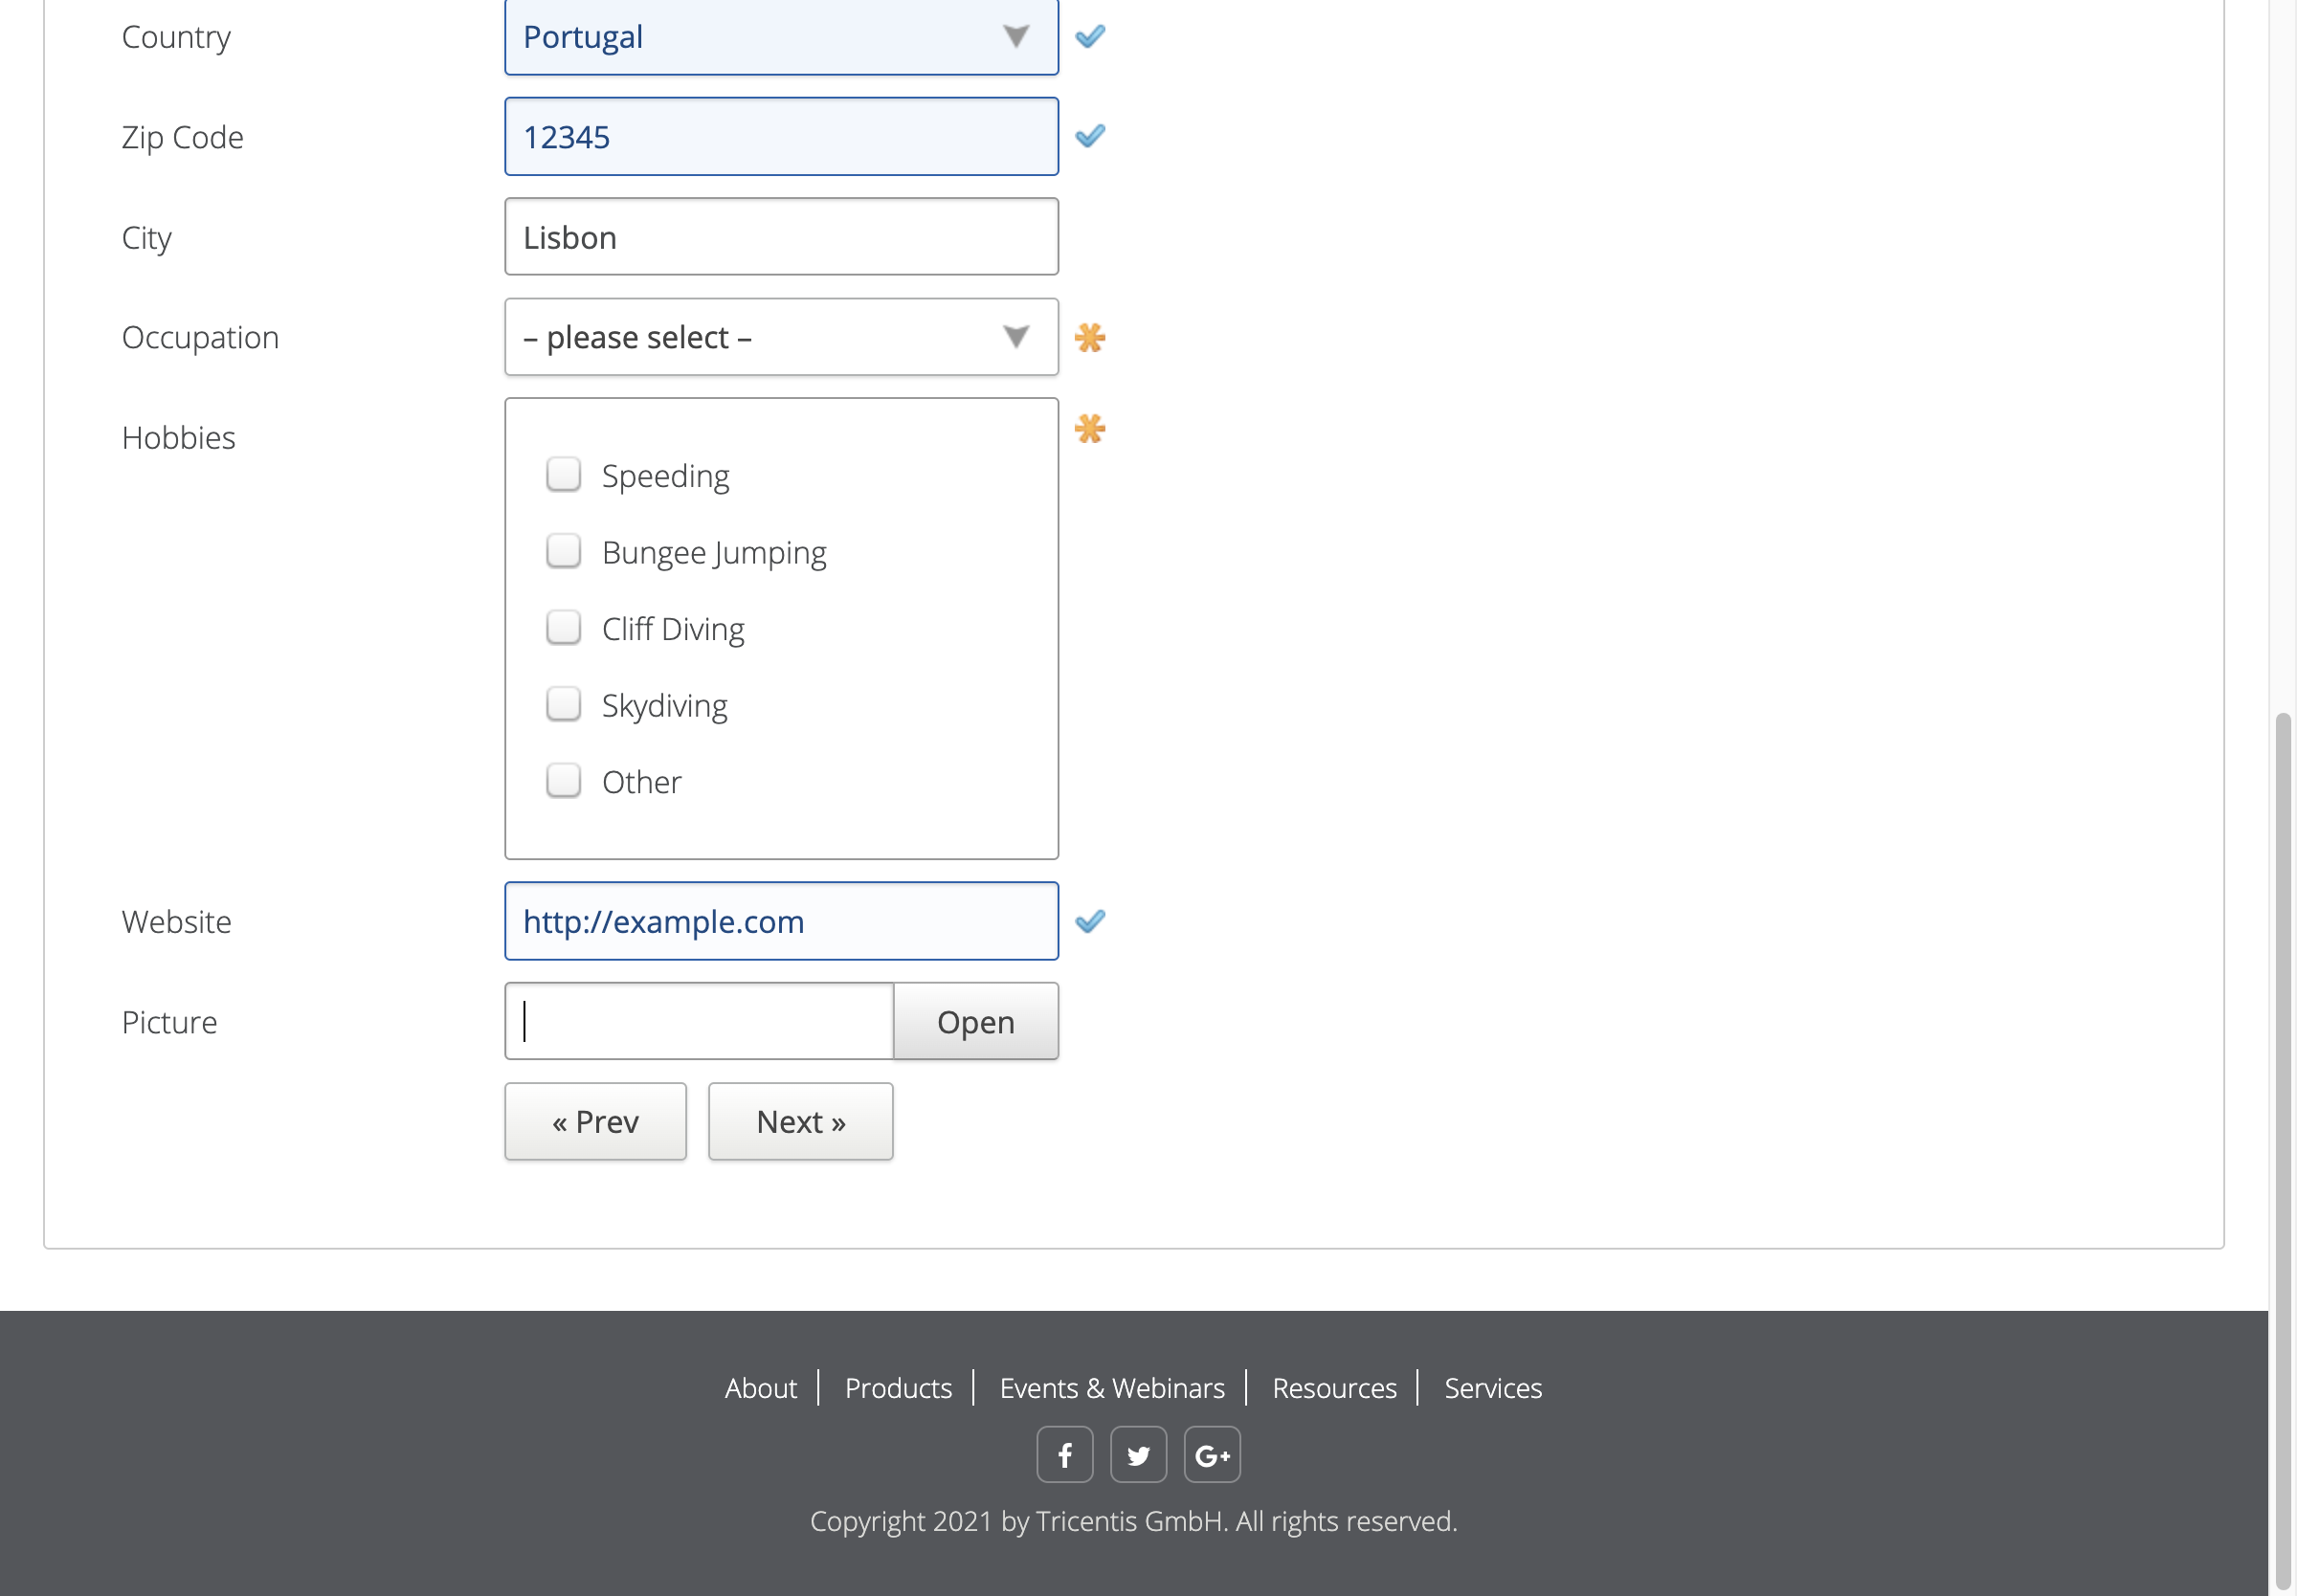 Country
Portugal
Zip Code
12345
City
Lisbon
Occupation
– please select –
Hobbies
Speeding
Bungee Jumping
Cliff Diving
Skydiving
Other
Website
http://example.com
Picture
Open
« Prev
Next »
About | Products | Events & Webinars | Resources | Services
f G+
Copyright 2021 by Tricentis GmbH. All rights reserved.